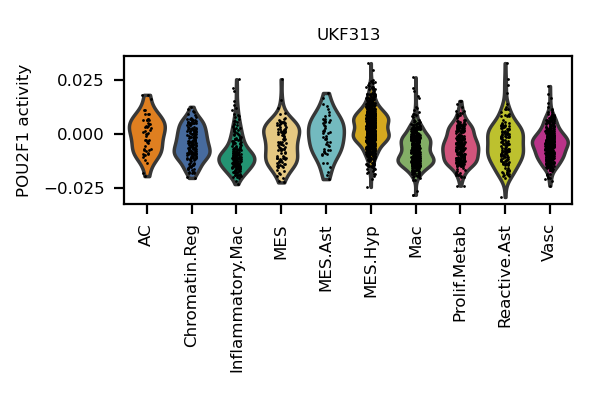 UKF313
POU2F1 activity
0.025
0.000
−0.025
AC
Chromatin.Reg
Inflammatory.Mac
MES
MES.Ast
MES.Hyp
Mac
Prolif.Metab
Reactive.Ast
Vasc